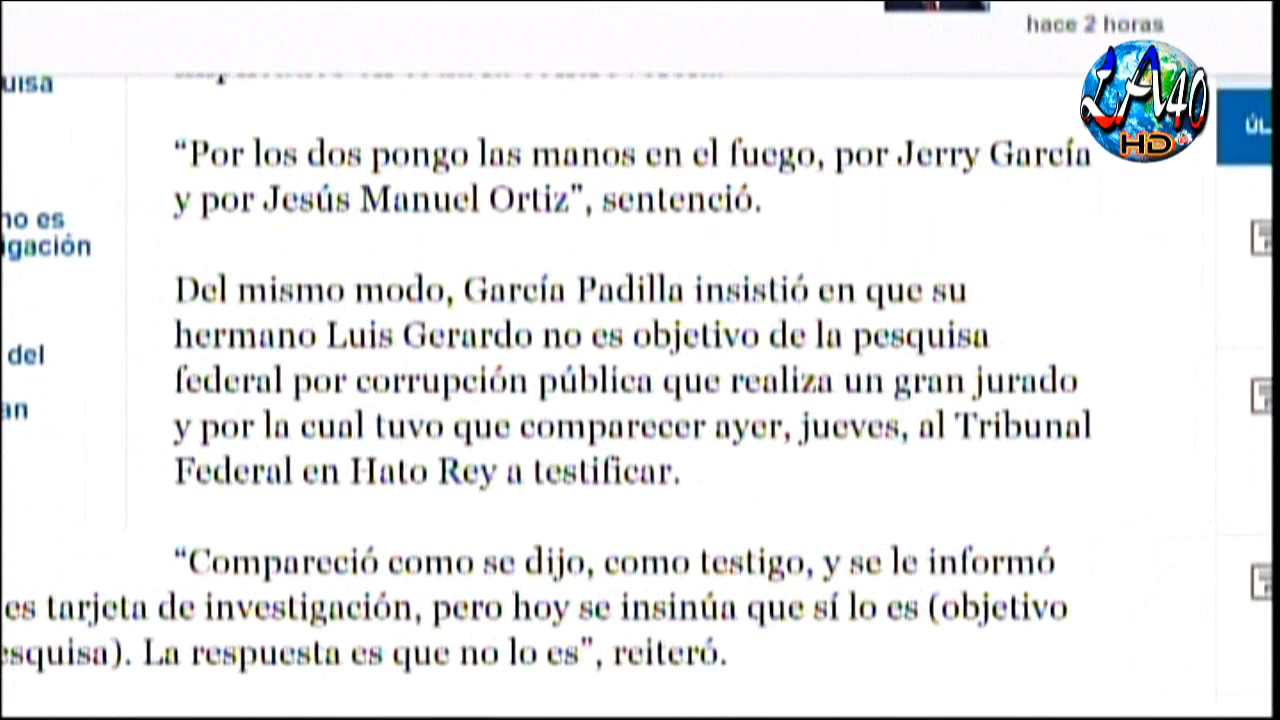 hace 2 horas
LA40
HD
ÚL
uisa
“Por los dos pongo las manos en el fuego, por Jerry García
y por Jesús Manuel Ortiz”, sentenció.
no es
igación
Del mismo modo, García Padilla insistió en que su
hermano Luis Gerardo no es objetivo de la pesquisa
federal por corrupción pública que realiza un gran jurado
y por la cual tuvo que comparecer ayer, jueves, al Tribunal
Federal en Hato Rey a testificar.
del
an
“Compareció como se dijo, como testigo, y se le informó
es tarjeta de investigación, pero hoy se insinúa que sí lo es (objetivo
esquisa). La respuesta es que no lo es”, reiteró.